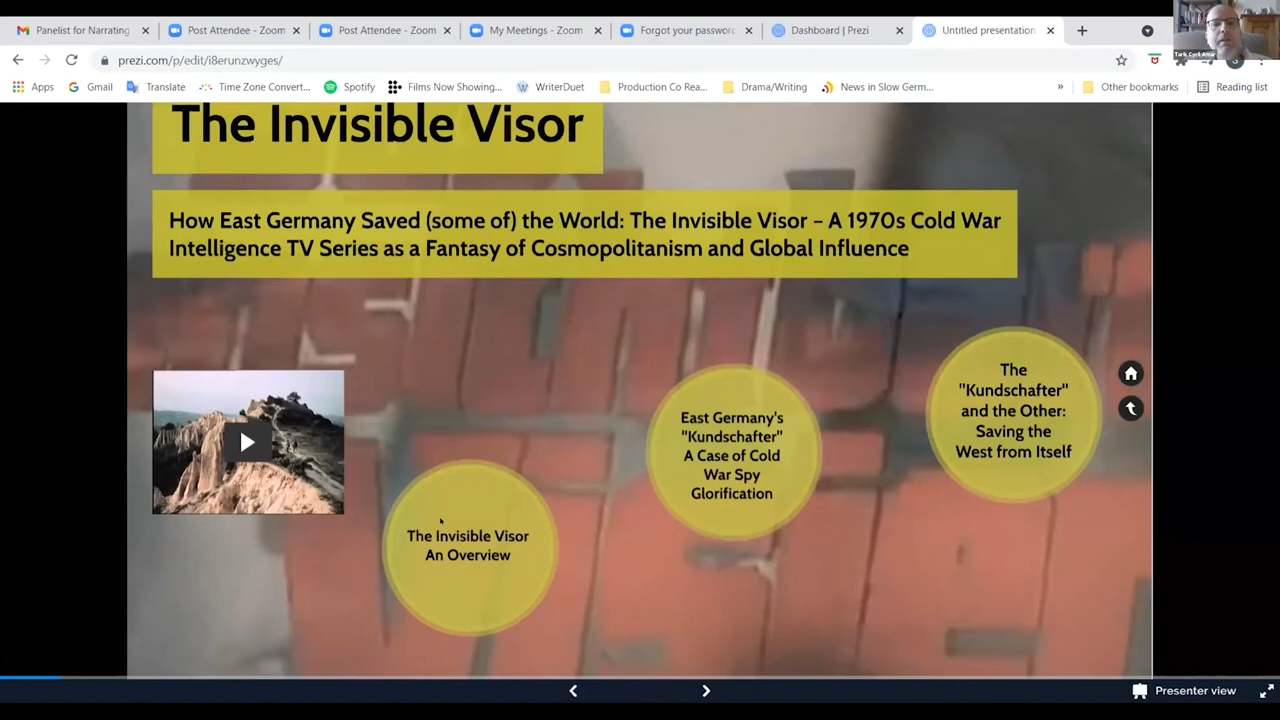 Panelist for Narrating
Post Attendee - Zoom
Post Attendee - Zoom
My Meetings - Zoom
Forgot your password
Dashboard | Prezi
Untitled presentation
Tarik Cyril Amar
prezi.com/p/edit/i8erunzwyges/
Apps
Gmail
Translate
Time Zone Convert...
Spotify
Films Now Showing...
WriterDuet
Production Co Rea...
Drama/Writing
News in Slow Germ...
»
Other bookmarks
Reading list
The Invisible Visor
How East Germany Saved (some of) the World: The Invisible Visor – A 1970s Cold War
Intelligence TV Series as a Fantasy of Cosmopolitanism and Global Influence
The
"Kundschafter"
and the Other:
Saving the
West from Itself
East Germany's
"Kundschafter"
A Case of Cold
War Spy
Glorification
The Invisible Visor
An Overview
Presenter view